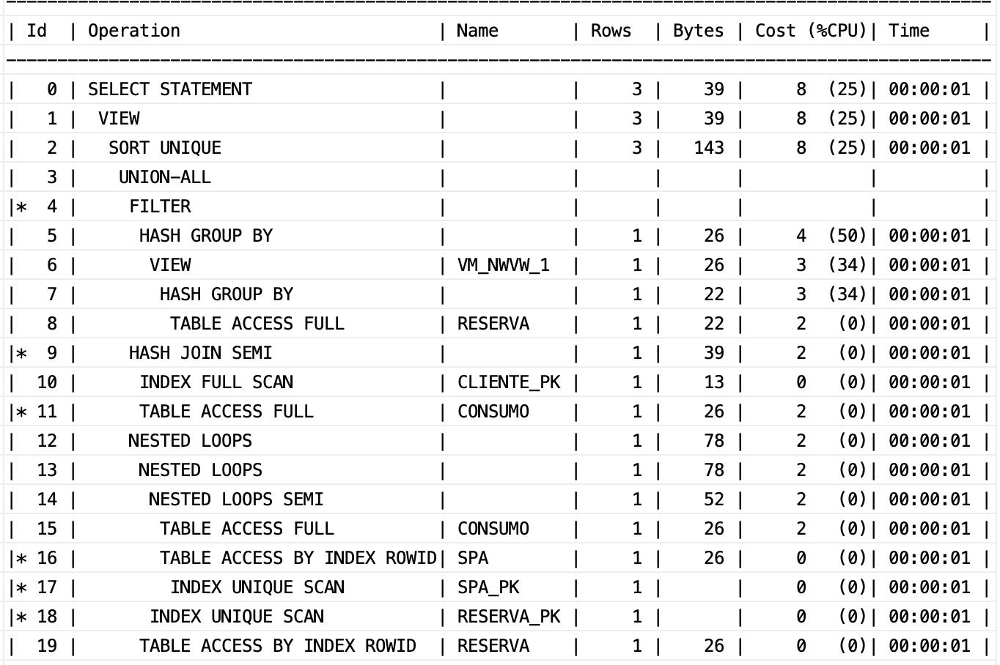 | Id  | Operation                         | Name       | Rows  | Bytes | Cost (%CPU)| Time     |
|   0 | SELECT STATEMENT                  |            |     3 |    39 |     8  (25)| 00:00:01 |
|   1 |  VIEW                             |            |     3 |    39 |     8  (25)| 00:00:01 |
|   2 |   SORT UNIQUE                     |            |     3 |   143 |     8  (25)| 00:00:01 |
|   3 |    UNION-ALL                      |            |       |       |            |          |
|*  4 |     FILTER                        |            |       |       |            |          |
|   5 |      HASH GROUP BY                |            |     1 |    26 |     4  (50)| 00:00:01 |
|   6 |       VIEW                        | VM_NWVW_1  |     1 |    26 |     3  (34)| 00:00:01 |
|   7 |        HASH GROUP BY              |            |     1 |    22 |     3  (34)| 00:00:01 |
|   8 |         TABLE ACCESS FULL         | RESERVA    |     1 |    22 |     2   (0)| 00:00:01 |
|*  9 |     HASH JOIN SEMI                |            |     1 |    39 |     2   (0)| 00:00:01 |
|  10 |      INDEX FULL SCAN              | CLIENTE_PK |     1 |    13 |     0   (0)| 00:00:01 |
|* 11 |      TABLE ACCESS FULL            | CONSUMO    |     1 |    26 |     2   (0)| 00:00:01 |
|  12 |     NESTED LOOPS                  |            |     1 |    78 |     2   (0)| 00:00:01 |
|  13 |      NESTED LOOPS                 |            |     1 |    78 |     2   (0)| 00:00:01 |
|  14 |       NESTED LOOPS SEMI           |            |     1 |    52 |     2   (0)| 00:00:01 |
|  15 |        TABLE ACCESS FULL          | CONSUMO    |     1 |    26 |     2   (0)| 00:00:01 |
|* 16 |        TABLE ACCESS BY INDEX ROWID| SPA        |     1 |    26 |     0   (0)| 00:00:01 |
|* 17 |         INDEX UNIQUE SCAN         | SPA_PK     |     1 |       |     0   (0)| 00:00:01 |
|* 18 |       INDEX UNIQUE SCAN           | RESERVA_PK |     1 |       |     0   (0)| 00:00:01 |
|  19 |      TABLE ACCESS BY INDEX ROWID  | RESERVA    |     1 |    26 |     0   (0)| 00:00:01 |